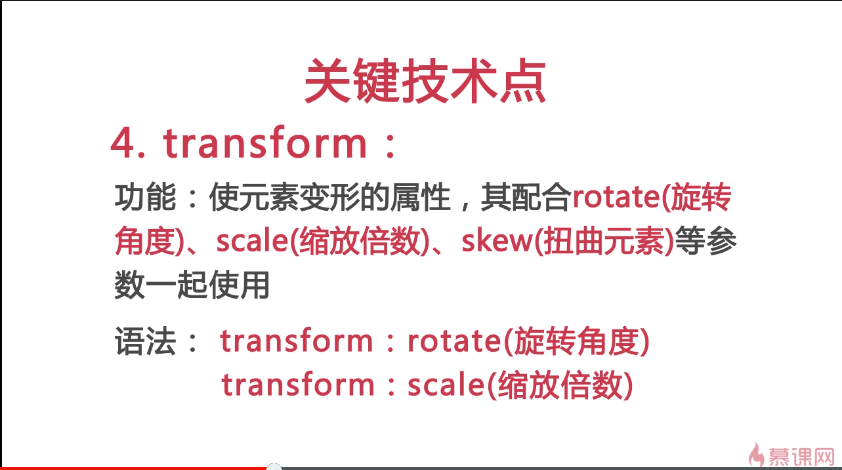 关键技术点
4. transform：
功能：使元素变形的属性，其配合rotate(旋转
角度)、scale(缩放倍数)、skew(扭曲元素)等参
数一起使用
语法： transform：rotate(旋转角度)
transform：scale(缩放倍数)
慕课网